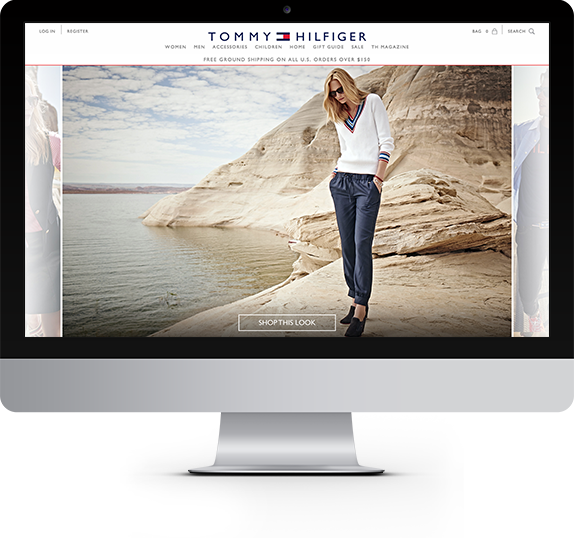 LOG IN | REGISTER
TOMMY HILFIGER
BAG 0 | SEARCH
WOMEN MEN ACCESSORIES CHILDREN HOME GIFT GUIDE SALE TH MAGAZINE
FREE GROUND SHIPPING ON ALL U.S. ORDERS OVER $150
SHOP THIS LOOK